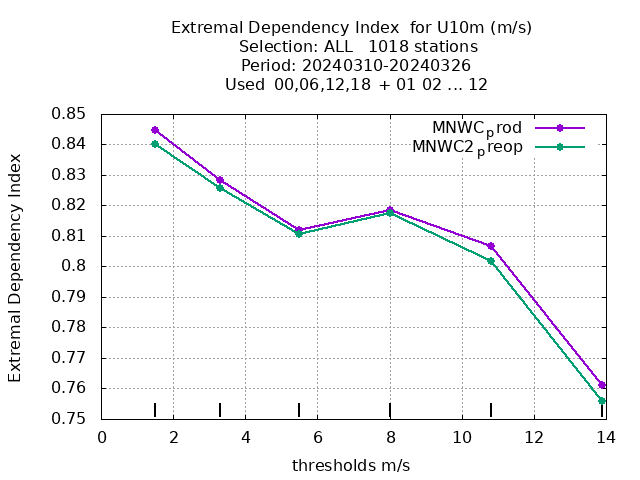 Extremal Dependency Index  for U10m (m/s)
Selection: ALL   1018 stations
Period: 20240310-20240326
Used  00,06,12,18  + 01 02 ... 12
MNWCprod
MNWC2preop
Extremal Dependency Index
0.85
0.84
0.83
0.82
0.81
0.8
0.79
0.78
0.77
0.76
0.75
0 2 4 6 8 10 12 14
thresholds m/s